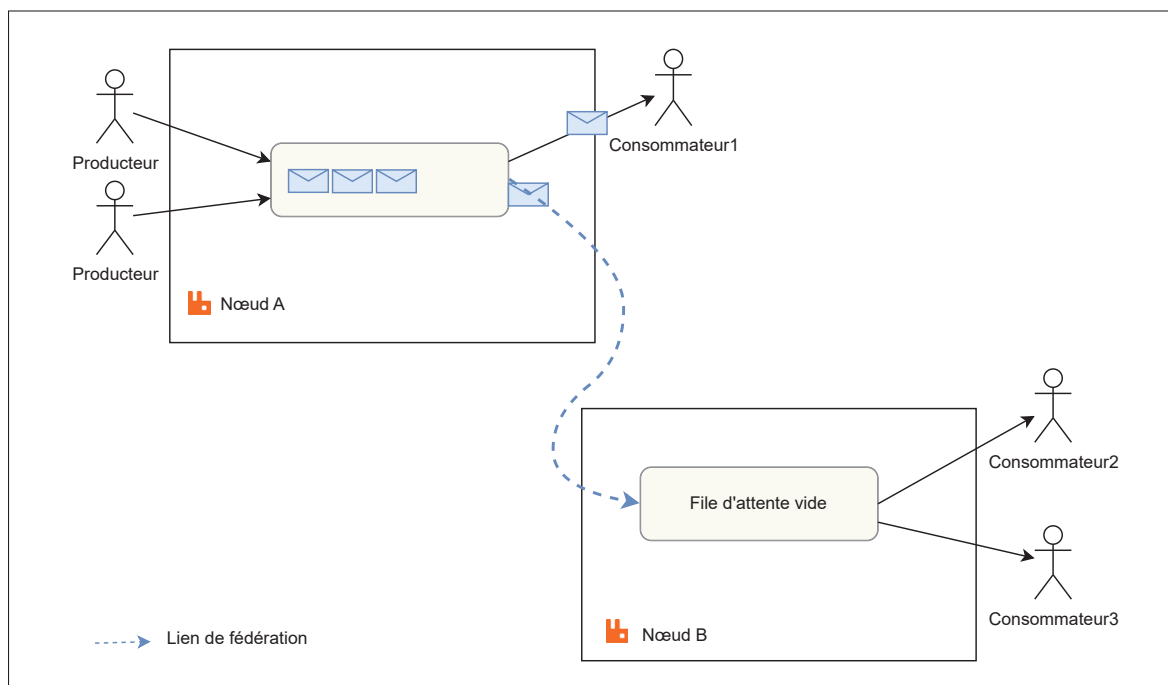 Producteur
Consommateur1
Producteur
Nœud A
Consommateur2
File d'attente vide
Consommateur3
Nœud B
Lien de fédération